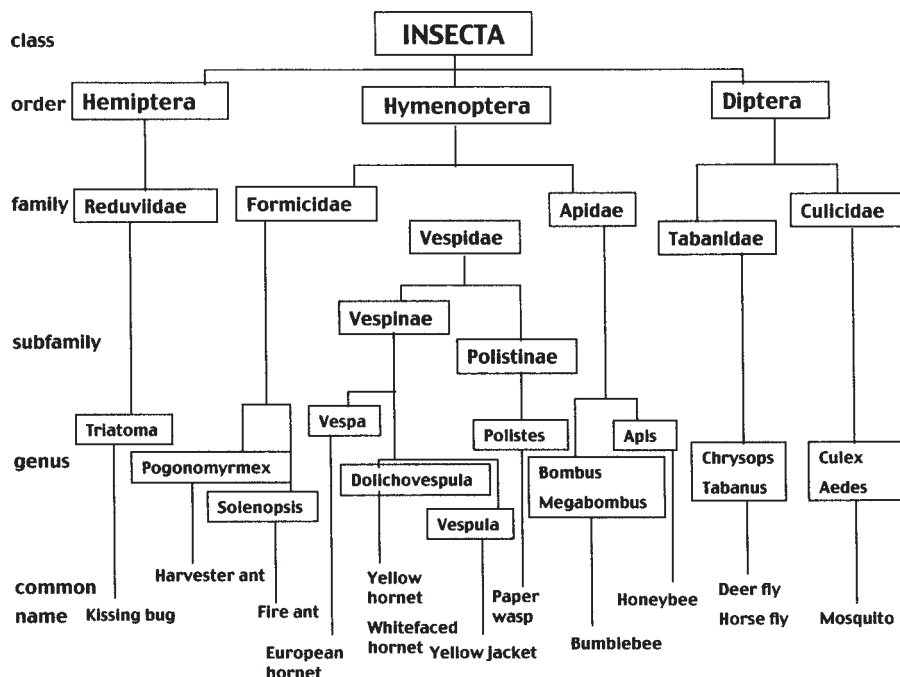 class
INSECTA
order
Hemiptera
Hymenoptera
Diptera
family
Reduviidae
Formicidae
Apidae
Culicidae
Vespidae
Tabanidae
Vespinae
subfamily
Polistinae
Triatoma
Vespa
Polistes
Apis
genus
Pogonomyrmex
Dolichovespula
Bombus
Megabombus
Chrysops
Tabanus
Culex
Aedes
Solenopsis
Vespula
common
name
Kissing bug
Harvester ant
Fire ant
European
hornet
Yellow
hornet
Whitefaced
hornet
Yellow jacket
Paper
wasp
Bumblebee
Honeybee
Deer fly
Horse fly
Mosquito